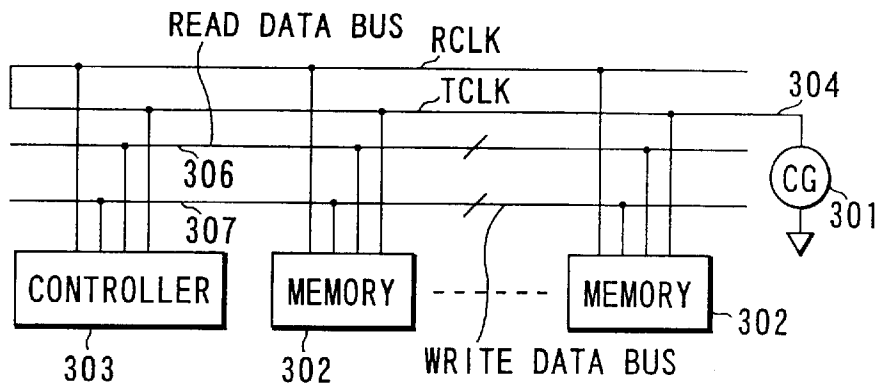 READ DATA BUS
RCLK
TCLK
304
306
CG
301
307
CONTROLLER
MEMORY
MEMORY
302
303
302
WRITE DATA BUS